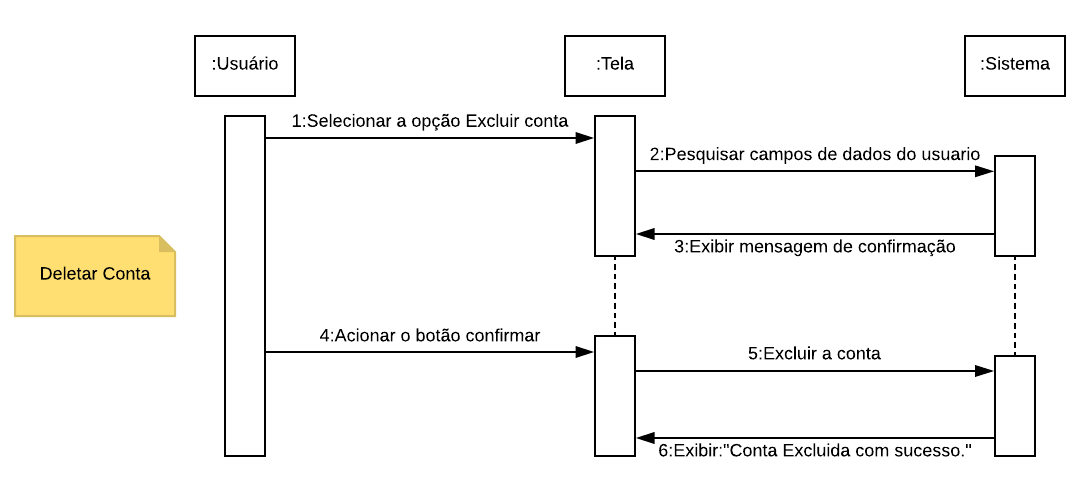 :Usuário
:Tela
:Sistema
1:Selecionar a opção Excluir conta
2:Pesquisar campos de dados do usuario
3:Exibir mensagem de confirmação
Deletar Conta
4:Acionar o botão confirmar
5:Excluir a conta
6:Exibir:"Conta Excluida com sucesso."